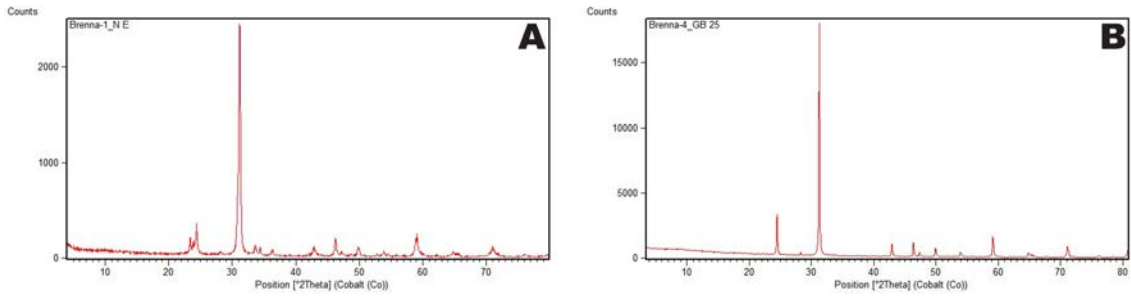 Counts
Brenna-1_N E
A
2000
1000
0
10 20 30 40 50 60 70
Position [°2Theta] (Cobalt (Co))
Counts
Brenna-4_GB 25
B
15000
10000
5000
0
10 20 30 40 50 60 70 80
Position [°2Theta] (Cobalt (Co))